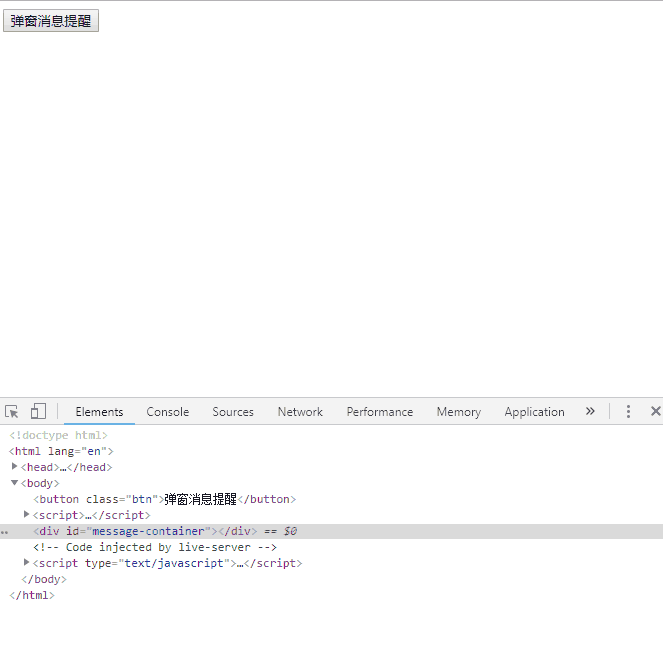 弹窗消息提醒
Elements Console Sources Network Performance Memory Application »
<!doctype html>
<html lang="en">
<head>…</head>
<body>
<button class="btn">弹窗消息提醒</button>
<script>…</script>
<div id="message-container"></div> == $0
<!-- Code injected by live-server -->
<script type="text/javascript">…</script>
</body>
</html>